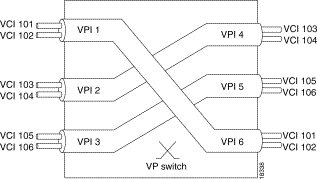 VCI 101
VCI 102
VPI 1
VPI 4
VCI 103
VCI 104
VCI 103
VCI 104
VPI 2
VPI 5
VCI 105
VCI 106
VCI 105
VCI 106
VPI 3
VPI 6
VCI 101
VCI 102
VP switch
18338